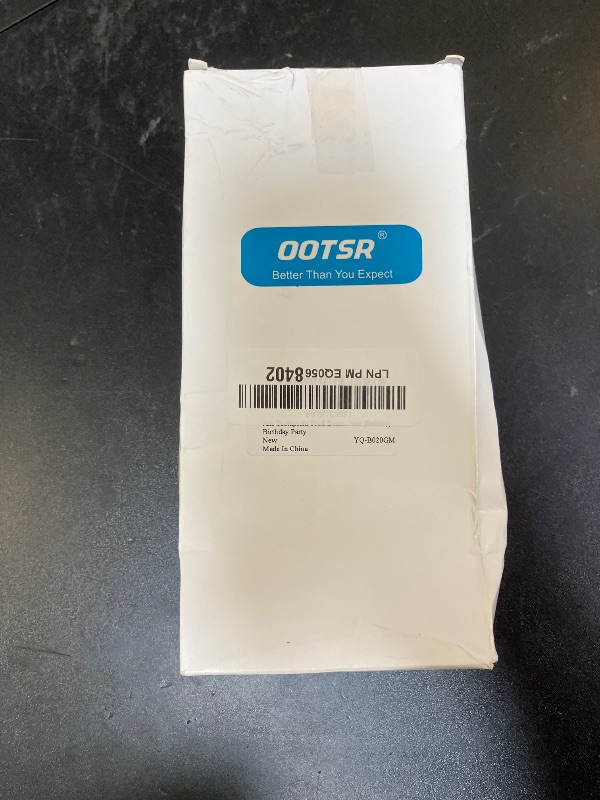 OOTSR®
Better Than You Expect
LPN PM EQ0568402
Birthday Party
New YQ-B020GM
Made In China